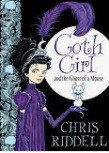 Goth
Girl
and the Ghost of a Mouse
CHRIS
RIDDELL